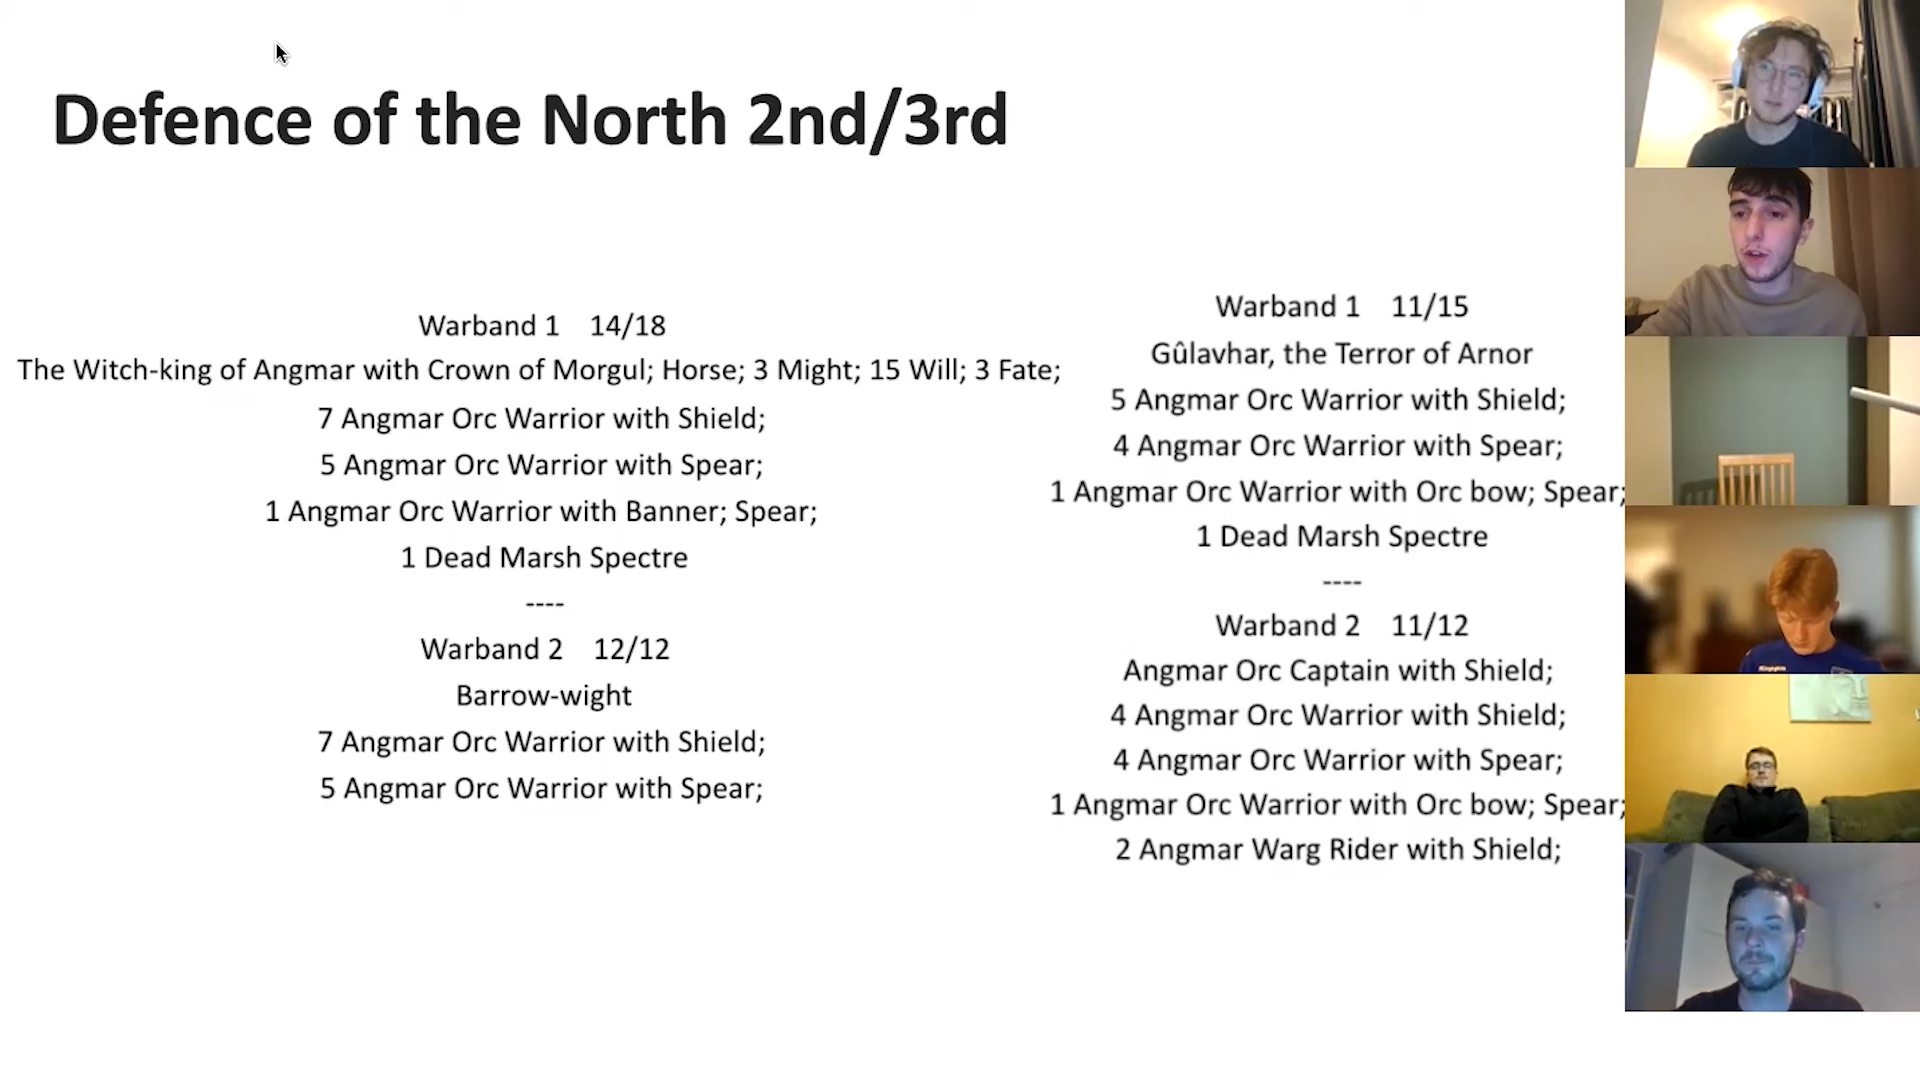 Defence of the North 2nd/3rd
Warband 1 14/18
The Witch-king of Angmar with Crown of Morgul; Horse; 3 Might; 15 Will; 3 Fate;
7 Angmar Orc Warrior with Shield;
5 Angmar Orc Warrior with Spear;
1 Angmar Orc Warrior with Banner; Spear;
1 Dead Marsh Spectre
----
Warband 2 12/12
Barrow-wight
7 Angmar Orc Warrior with Shield;
5 Angmar Orc Warrior with Spear;
Warband 1 11/15
Gûlavhar, the Terror of Arnor
5 Angmar Orc Warrior with Shield;
4 Angmar Orc Warrior with Spear;
1 Angmar Orc Warrior with Orc bow; Spear;
1 Dead Marsh Spectre
----
Warband 2 11/12
Angmar Orc Captain with Shield;
4 Angmar Orc Warrior with Shield;
4 Angmar Orc Warrior with Spear;
1 Angmar Orc Warrior with Orc bow; Spear;
2 Angmar Warg Rider with Shield;